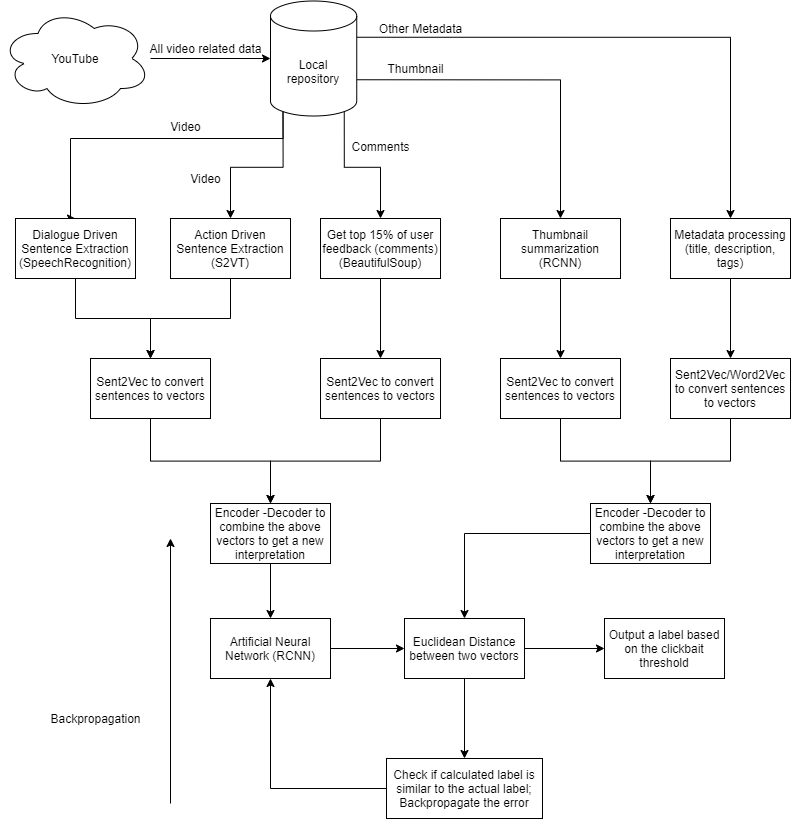 Other Metadata
YouTube
All video related data
Local
repository
Thumbnail
Video
Comments
Video
Dialogue Driven
Sentence Extraction
(SpeechRecognition)
Action Driven
Sentence Extraction
(S2VT)
Get top 15% of user
feedback (comments)
(BeautifulSoup)
Thumbnail
summarization
(RCNN)
Metadata processing
(title, description,
tags)
Sent2Vec to convert
sentences to vectors
Sent2Vec to convert
sentences to vectors
Sent2Vec to convert
sentences to vectors
Sent2Vec/Word2Vec
to convert sentences
to vectors
Encoder -Decoder to
combine the above
vectors to get a new
interpretation
Encoder -Decoder to
combine the above
vectors to get a new
interpretation
Artificial Neural
Network (RCNN)
Euclidean Distance
between two vectors
Output a label based
on the clickbait
threshold
Backpropagation
Check if calculated label is
similar to the actual label;
Backpropagate the error